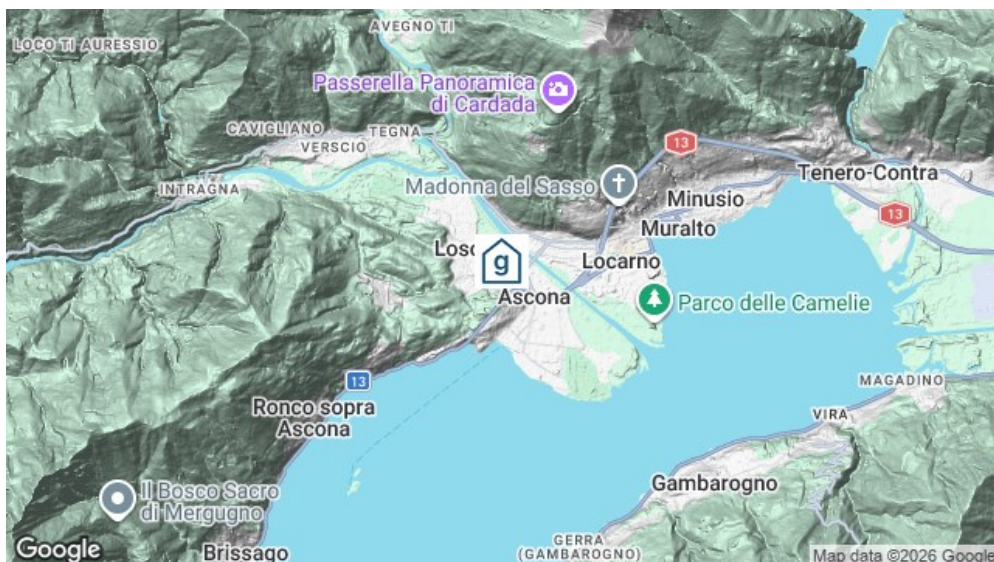 AVEGNO TI
LOCO TI AURESSIO
Passerella Panoramica
di Cardada
CAVIGLIANO
TEGNA
VERSCIO
13
Madonna del Sasso
Tenero-Contra
INTRAGNA
Minusio
13
Muralto
g
Locarno
Ascona
Parco delle Camelie
13
MAGADINO
Ronco sopra
Ascona
VIRA
Gambarogno
Il Bosco Sacro
di Mergugno
GERRA
(GAMBAROGNO)
Brissago
Google
Map data ©2026 Google